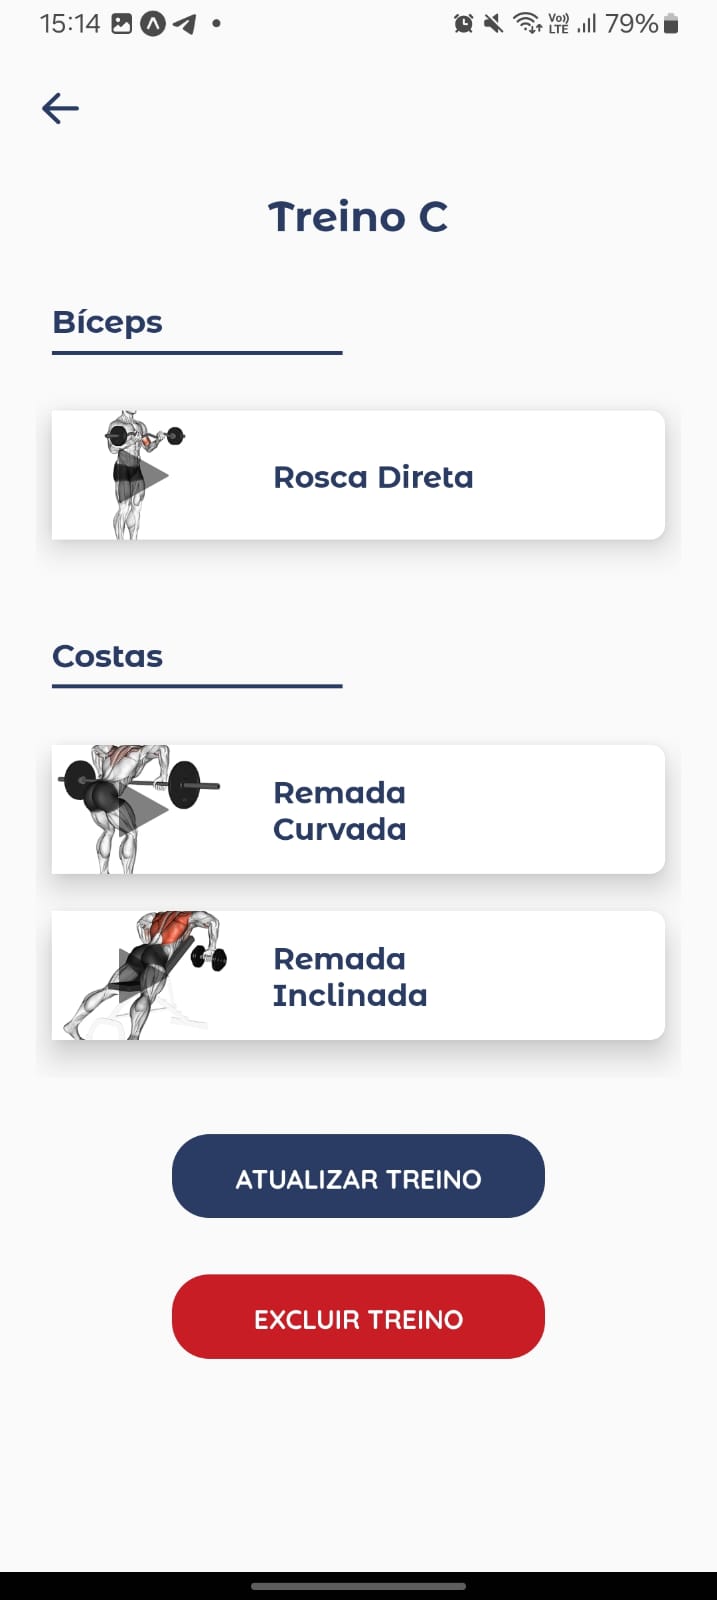 15:14
Vo))
LTE
79%
Treino C
Bíceps
Rosca Direta
Costas
Remada
Curvada
Remada
Inclinada
ATUALIZAR TREINO
EXCLUIR TREINO